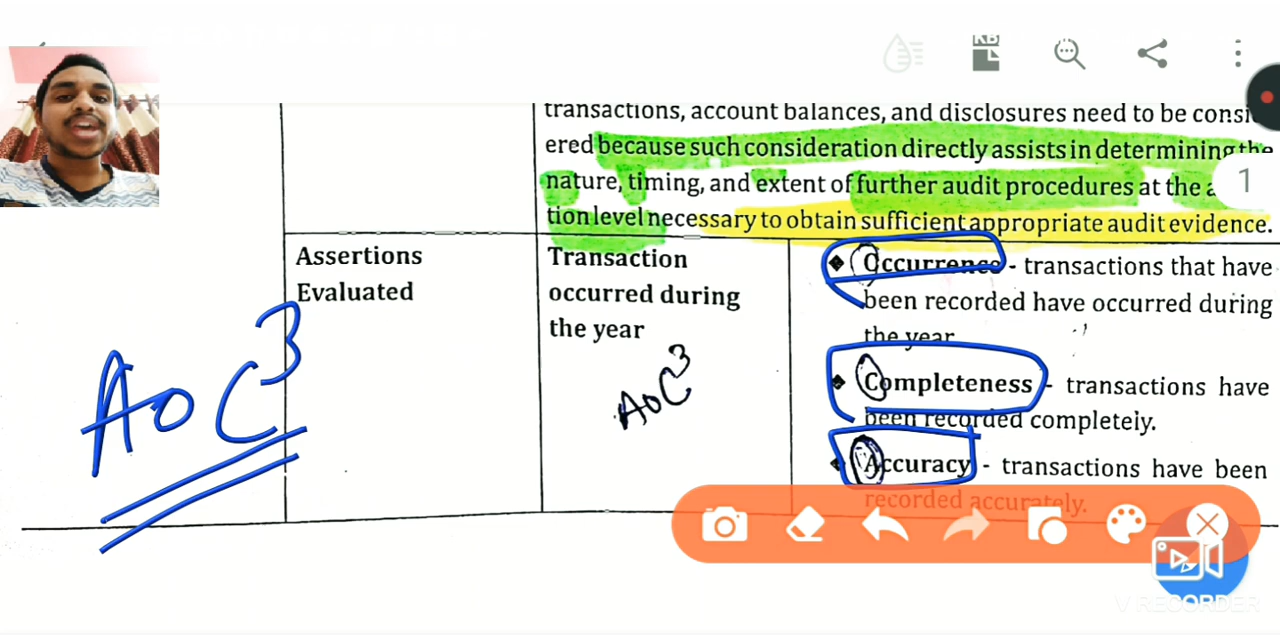 transactions, account balances, and disclosures need to be consi
ered because such consideration directly assists in determining the
nature, timing, and extent of further audit procedures at the a
tion level necessary to obtain sufficient appropriate audit evidence.
1
Assertions
Evaluated
Transaction
occurred during
the year
Occurrence - transactions that have
been recorded have occurred during
the year
Completeness - transactions have
been recorded completely.
Accuracy - transactions have been
recorded accurately.
AOC³
AOC³
V RECORDER